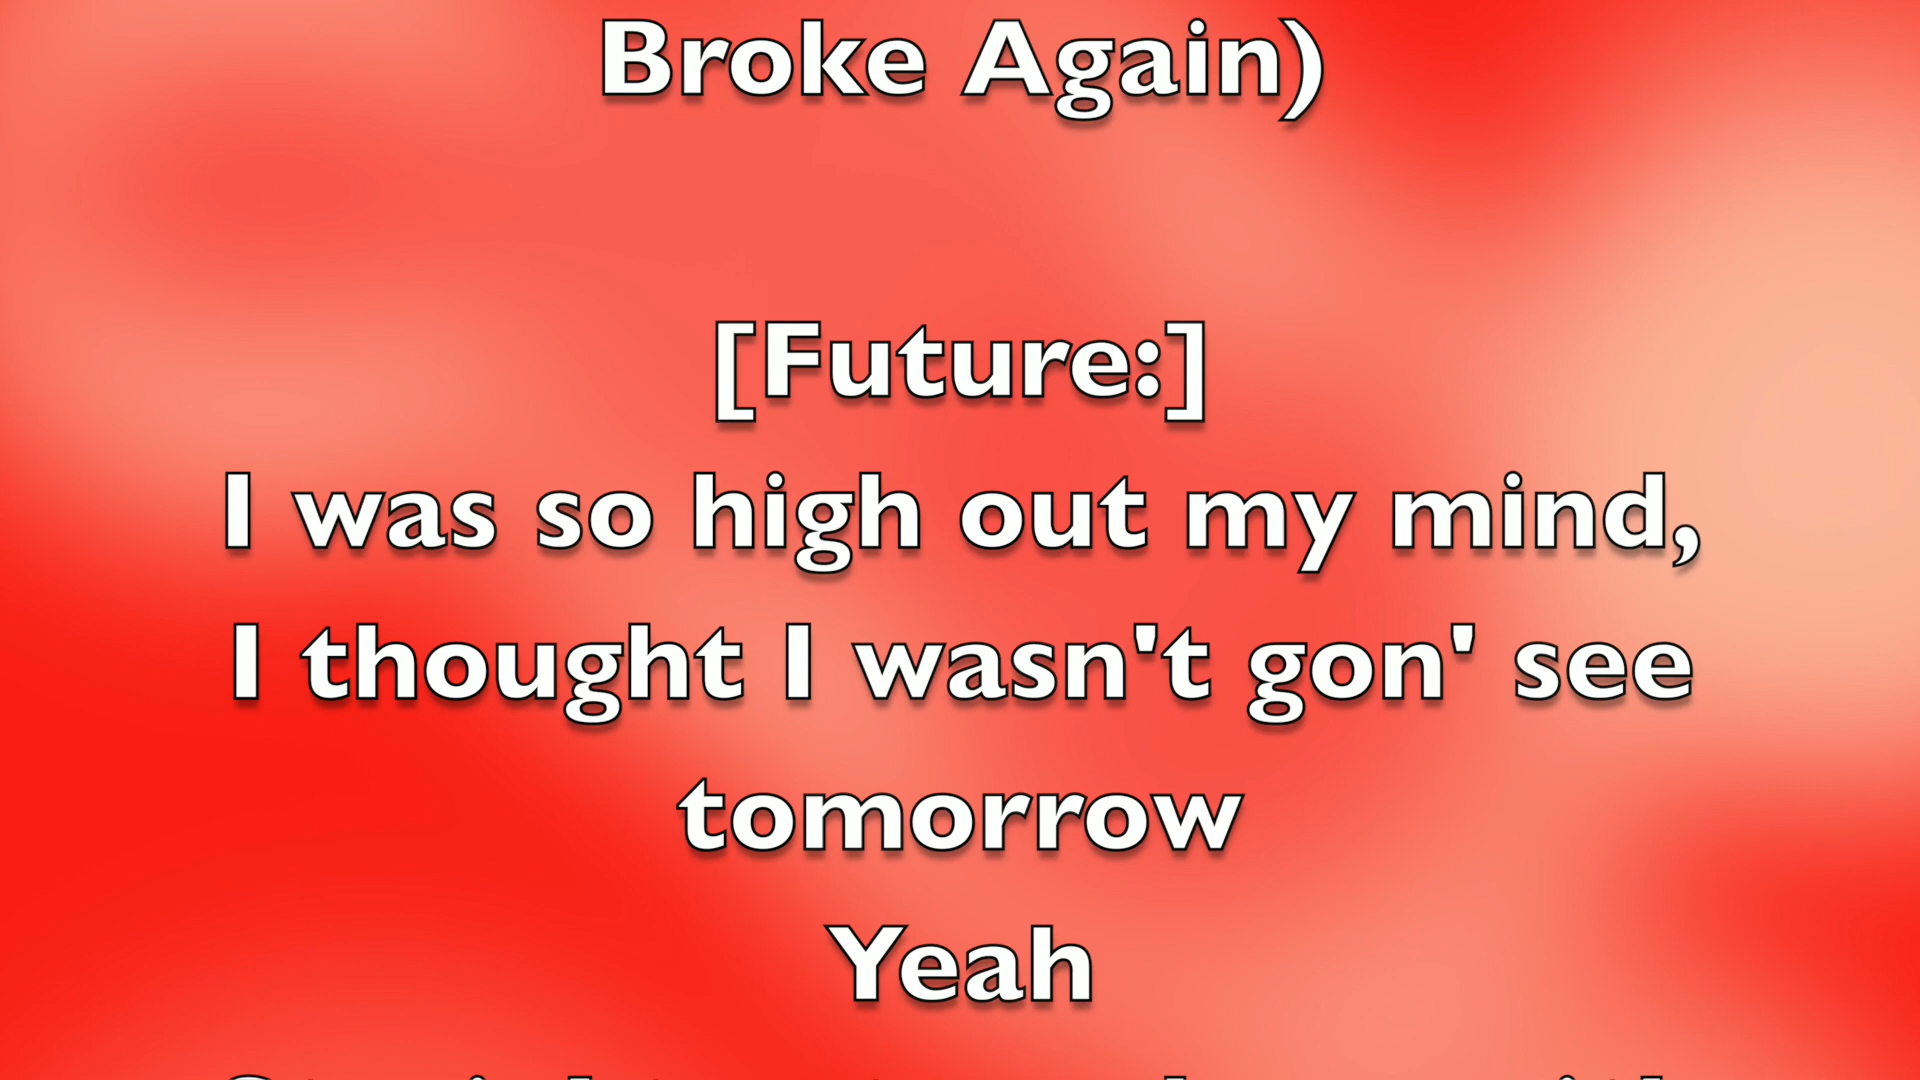 Broke Again)
[Future:]
I was so high out my mind,
I thought I wasn't gon' see
tomorrow
Yeah